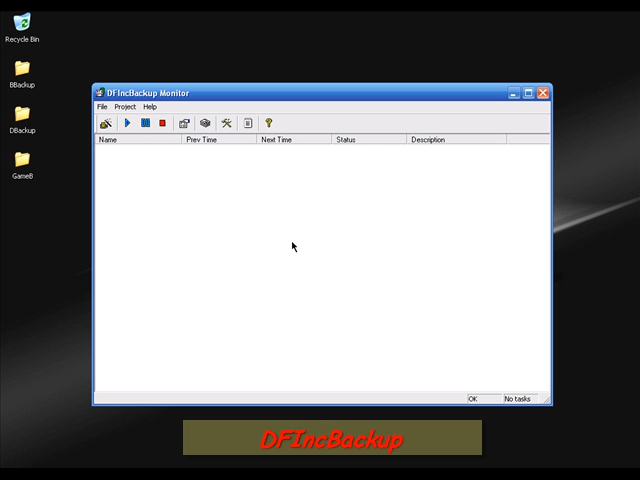 Recycle Bin
BBackup
DBackup
GameB
DFIncBackup Monitor
File Project Help
Name Prev Time Next Time Status Description
OK No tasks
DFIncBackup